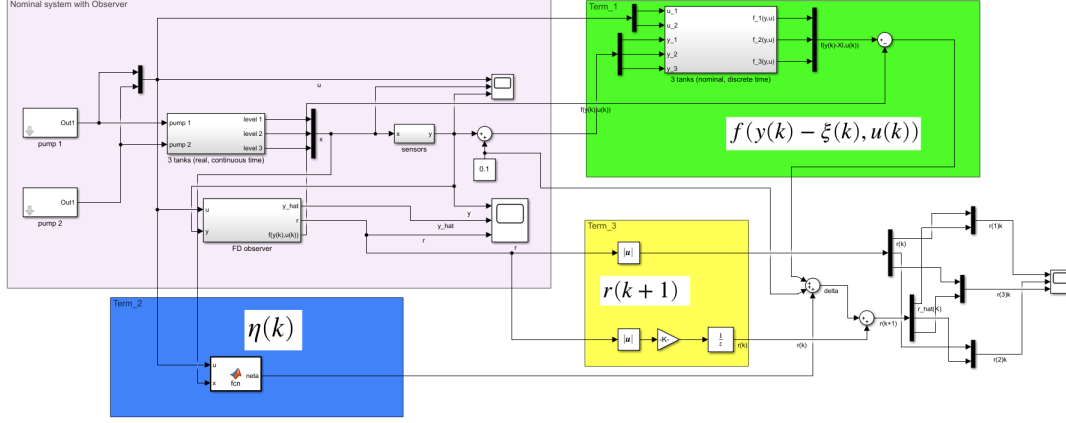 Nominal system with Observer
Term_1
u_1
u_2
y_1
y_2
y_3
f_1(y,u)
f_2(y,u)
f_3(y,u)
3 tanks (nominal, discrete time)
f(y(k)-XI,u(k))
f(y(k),u(k))
f(y(k) − ξ(k), u(k))
u
Out1
pump 1
pump 1
pump 2
level 1
level 2
level 3
3 tanks (real, continuous time)
x
x
y
sensors
0.1
Out1
pump 2
u
y
y_hat
r
f(y(k),u(k))
FD observer
y
y_hat
r
r
Term_3
|u|
r(k + 1)
|u|
-K-
1
z
r(k)
r(k)
delta
r(k+1)
r(k)
r_hat(K)
r(1)k
r(3)k
r(2)k
Term_2
η(k)
u
x
fcn
neta